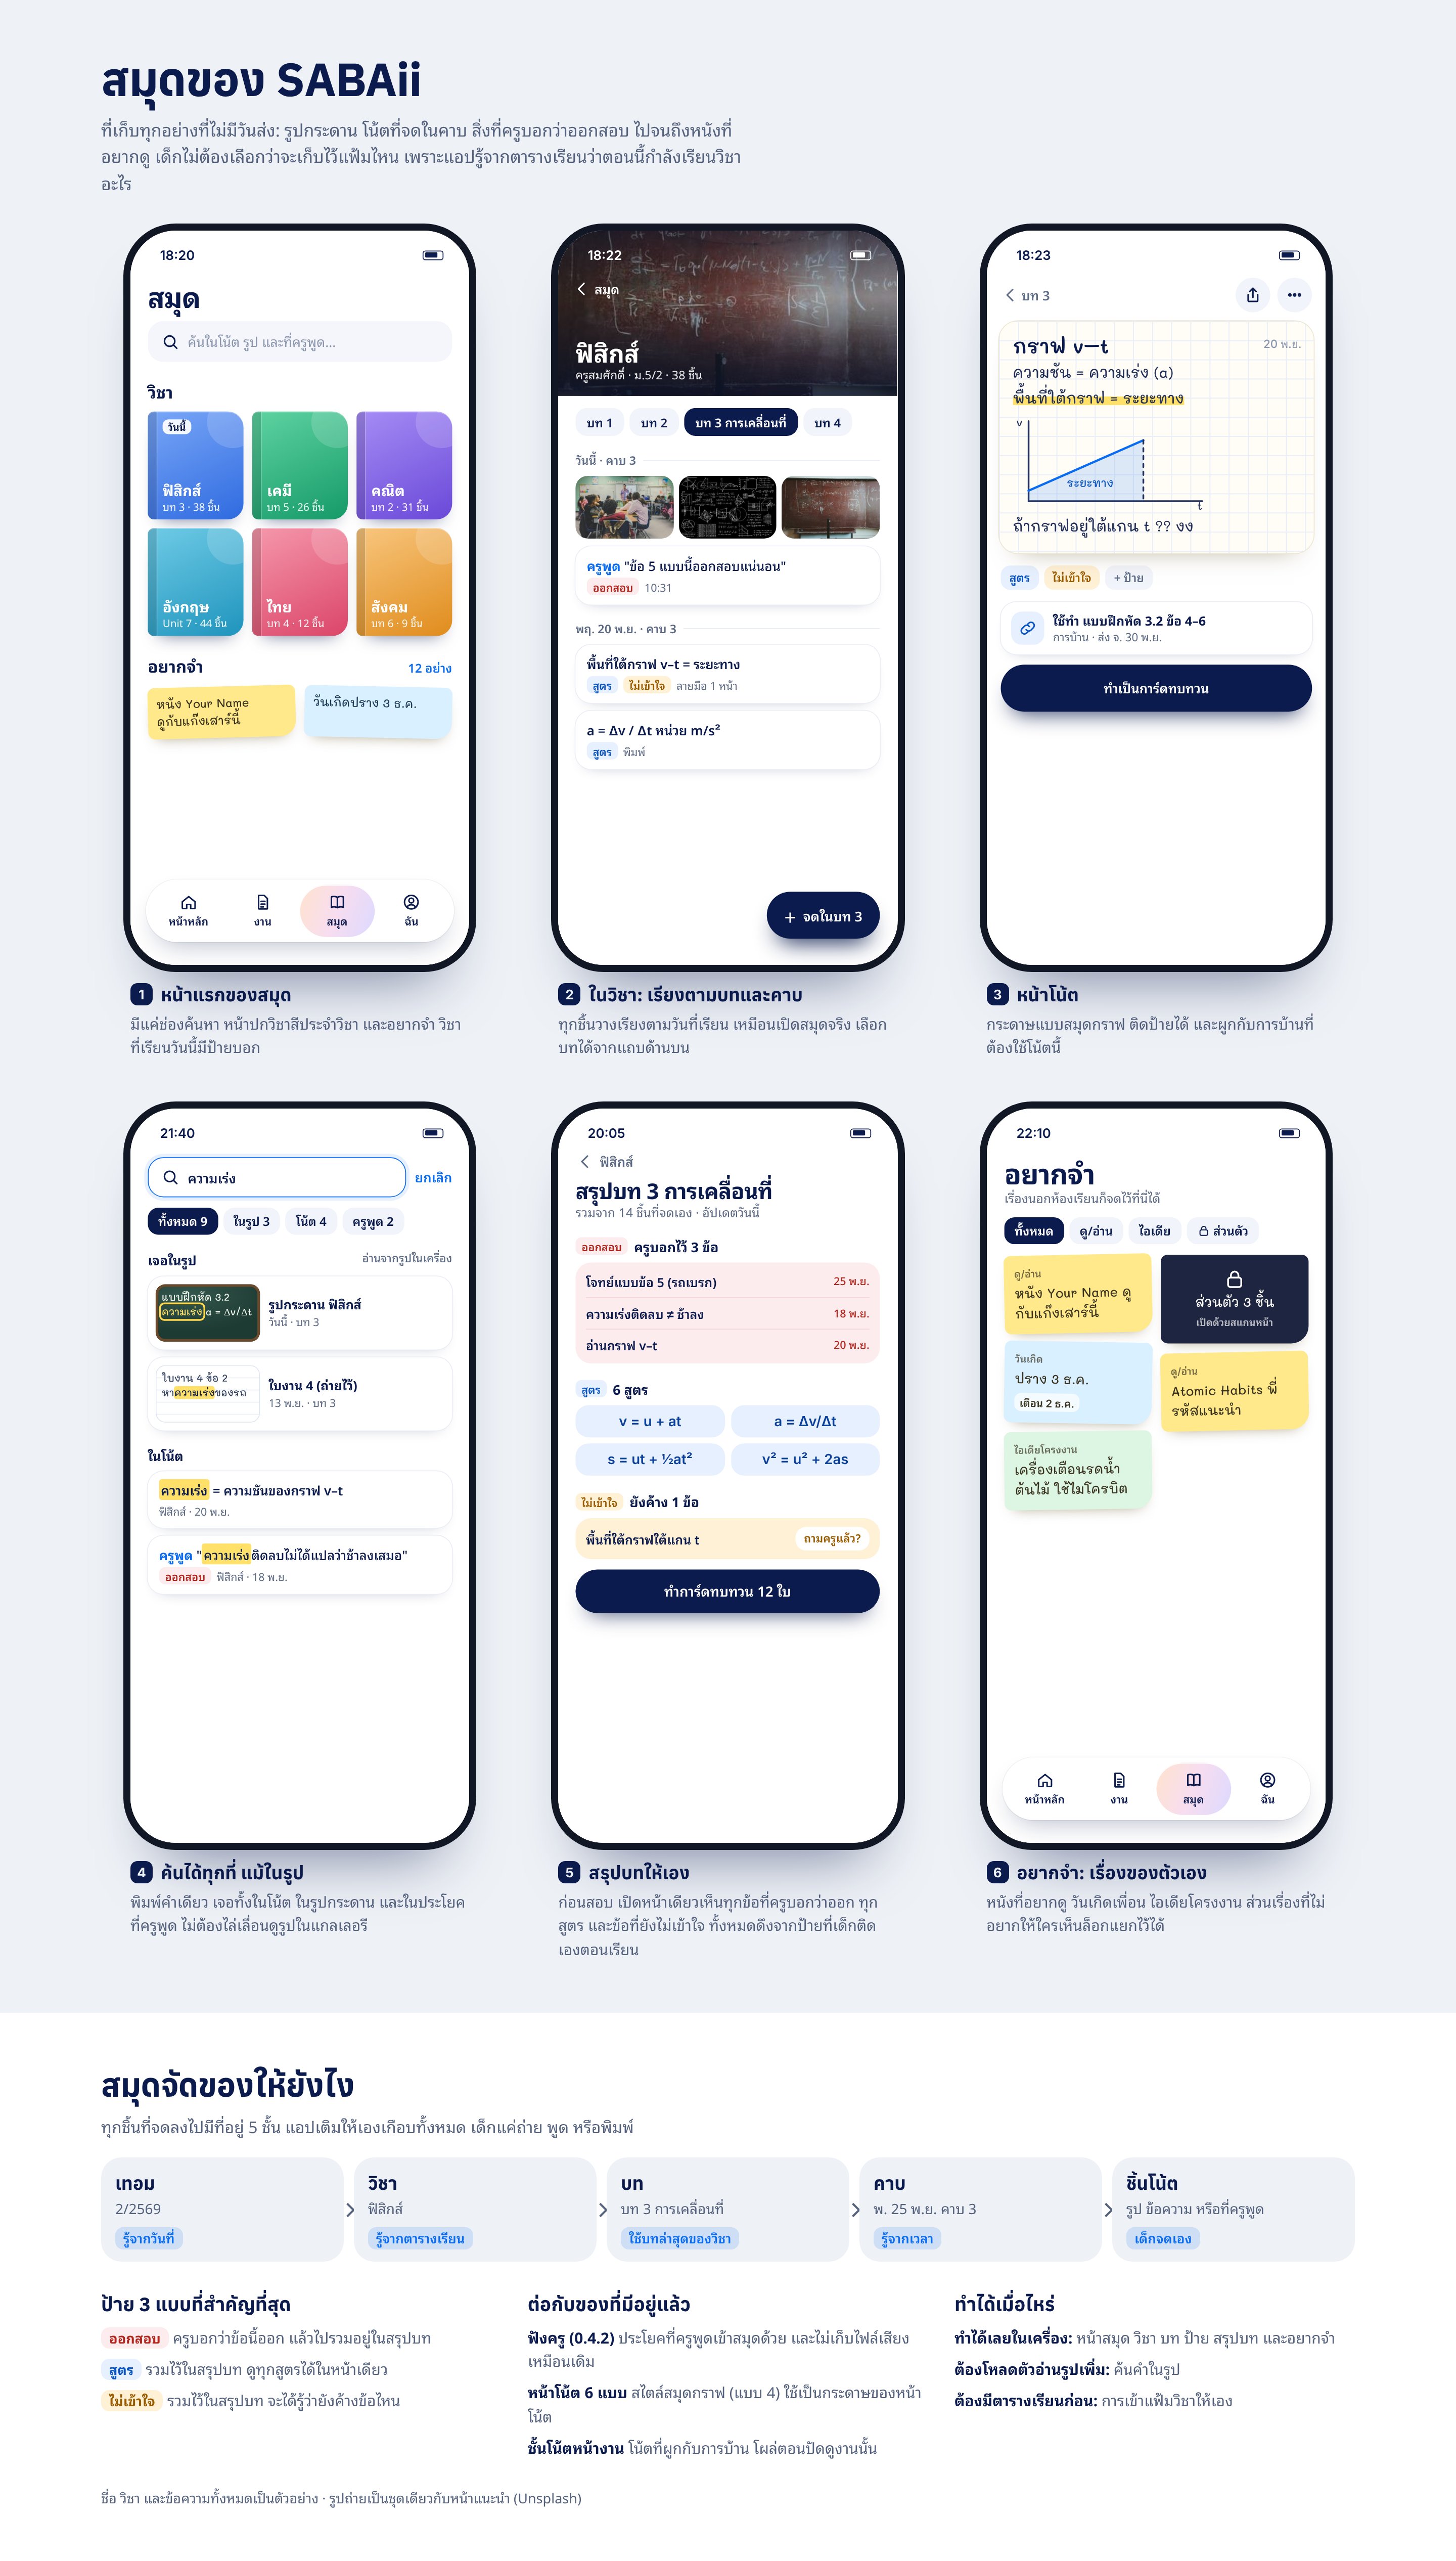 สมุดของ SABAii
ที่เก็บทุกอย่างที่ไม่มีวันส่ง: รูปกระดาน โน้ตที่จดในคาบ สิ่งที่ครูบอกว่าออกสอบ ไปจนถึงหนังที่
อยากดู เด็กไม่ต้องเลือกว่าจะเก็บไว้แฟ้มไหน เพราะแอปรู้จากตารางเรียนว่าตอนนี้กำลังเรียนวิชา
อะไร
18:20
สมุด
ค้นในโน้ต รูป และที่ครูพูด...
วิชา
วันนี้
ฟิสิกส์
บท 3 · 38 ชิ้น
เคมี
บท 5 · 26 ชิ้น
คณิต
บท 2 · 31 ชิ้น
อังกฤษ
Unit 7 · 44 ชิ้น
ไทย
บท 4 · 12 ชิ้น
สังคม
บท 6 · 9 ชิ้น
อยากจำ
12 อย่าง
หนัง Your Name
ดูกับแก๊งเสาร์นี้
วันเกิดปราง 3 ธ.ค.
หน้าหลัก
งาน
สมุด
ฉัน
1 หน้าแรกของสมุด
มีแค่ช่องค้นหา หน้าปกวิชาสีประจำวิชา และอยากจำ วิชา
ที่เรียนวันนี้มีป้ายบอก
18:22
สมุด
ฟิสิกส์
ครูสมศักดิ์ · ม.5/2 · 38 ชิ้น
บท 1
บท 2
บท 3 การเคลื่อนที่
บท 4
วันนี้ · คาบ 3
ครูพูด "ข้อ 5 แบบนี้ออกสอบแน่นอน"
ออกสอบ 10:31
พฤ. 20 พ.ย. · คาบ 3
พื้นที่ใต้กราฟ v–t = ระยะทาง
สูตร ไม่เข้าใจ ลายมือ 1 หน้า
a = Δv / Δt หน่วย m/s²
สูตร พิมพ์
+ จดในบท 3
2 ในวิชา: เรียงตามบทและคาบ
ทุกชิ้นวางเรียงตามวันที่เรียน เหมือนเปิดสมุดจริง เลือก
บทได้จากแถบด้านบน
18:23
บท 3
กราฟ v–t
20 พ.ย.
ความชัน = ความเร่ง (a)
พื้นที่ใต้กราฟ = ระยะทาง
v
ระยะทาง
t
ถ้ากราฟอยู่ใต้แกน t ?? งง
สูตร ไม่เข้าใจ + ป้าย
ใช้ทำ แบบฝึกหัด 3.2 ข้อ 4–6
การบ้าน · ส่ง จ. 30 พ.ย.
ทำเป็นการ์ดทบทวน
3 หน้าโน้ต
กระดาษแบบสมุดกราฟ ติดป้ายได้ และผูกกับการบ้านที่
ต้องใช้โน้ตนี้
21:40
ความเร่ง
ยกเลิก
ทั้งหมด 9
ในรูป 3
โน้ต 4
ครูพูด 2
เจอในรูป
อ่านจากรูปในเครื่อง
แบบฝึกหัด 3.2
ความเร่ง a = Δv/Δt
รูปกระดาน ฟิสิกส์
วันนี้ · บท 3
ใบงาน 4 ข้อ 2
หาความเร่งของรถ
ใบงาน 4 (ถ่ายไว้)
13 พ.ย. · บท 3
ในโน้ต
ความเร่ง = ความชันของกราฟ v–t
ฟิสิกส์ · 20 พ.ย.
ครูพูด "ความเร่งติดลบไม่ได้แปลว่าช้าลงเสมอ"
ออกสอบ ฟิสิกส์ · 18 พ.ย.
4 ค้นได้ทุกที่ แม้ในรูป
พิมพ์คำเดียว เจอทั้งในโน้ต ในรูปกระดาน และในประโยค
ที่ครูพูด ไม่ต้องไล่เลื่อนดูรูปในแกลเลอรี
20:05
ฟิสิกส์
สรุปบท 3 การเคลื่อนที่
รวมจาก 14 ชิ้นที่จดเอง · อัปเดตวันนี้
ออกสอบ ครูบอกไว้ 3 ข้อ
โจทย์แบบข้อ 5 (รถเบรก) 25 พ.ย.
ความเร่งติดลบ ≠ ช้าลง 18 พ.ย.
อ่านกราฟ v–t 20 พ.ย.
สูตร 6 สูตร
v = u + at
a = Δv/Δt
s = ut + ½at²
v² = u² + 2as
ไม่เข้าใจ ยังค้าง 1 ข้อ
พื้นที่ใต้กราฟใต้แกน t ถามครูแล้ว?
ทำการ์ดทบทวน 12 ใบ
5 สรุปบทให้เอง
ก่อนสอบ เปิดหน้าเดียวเห็นทุกข้อที่ครูบอกว่าออก ทุก
สูตร และข้อที่ยังไม่เข้าใจ ทั้งหมดดึงจากป้ายที่เด็กติด
เองตอนเรียน
22:10
อยากจำ
เรื่องนอกห้องเรียนก็จดไว้ที่นี่ได้
ทั้งหมด
ดู/อ่าน
ไอเดีย
ส่วนตัว
ดู/อ่าน
หนัง Your Name ดู
กับแก๊งเสาร์นี้
ส่วนตัว 3 ชิ้น
เปิดด้วยสแกนหน้า
วันเกิด
ปราง 3 ธ.ค.
เตือน 2 ธ.ค.
ดู/อ่าน
Atomic Habits พี่
รหัสแนะนำ
ไอเดียโครงงาน
เครื่องเตือนรดน้ำ
ต้นไม้ ใช้ไมโครบิต
หน้าหลัก
งาน
สมุด
ฉัน
6 อยากจำ: เรื่องของตัวเอง
หนังที่อยากดู วันเกิดเพื่อน ไอเดียโครงงาน ส่วนเรื่องที่ไม่
อยากให้ใครเห็นล็อกแยกไว้ได้
สมุดจัดของให้ยังไง
ทุกชิ้นที่จดลงไปมีที่อยู่ 5 ชั้น แอปเติมให้เองเกือบทั้งหมด เด็กแค่ถ่าย พูด หรือพิมพ์
เทอม
2/2569
รู้จากวันที่
วิชา
ฟิสิกส์
รู้จากตารางเรียน
บท
บท 3 การเคลื่อนที่
ใช้บทล่าสุดของวิชา
คาบ
พ. 25 พ.ย. คาบ 3
รู้จากเวลา
ชิ้นโน้ต
รูป ข้อความ หรือที่ครูพูด
เด็กจดเอง
ป้าย 3 แบบที่สำคัญที่สุด
ออกสอบ ครูบอกว่าข้อนี้ออก แล้วไปรวมอยู่ในสรุปบท
สูตร รวมไว้ในสรุปบท ดูทุกสูตรได้ในหน้าเดียว
ไม่เข้าใจ รวมไว้ในสรุปบท จะได้รู้ว่ายังค้างข้อไหน
ต่อกับของที่มีอยู่แล้ว
ฟังครู (0.4.2) ประโยคที่ครูพูดเข้าสมุดด้วย และไม่เก็บไฟล์เสียง
เหมือนเดิม
หน้าโน้ต 6 แบบ สไตล์สมุดกราฟ (แบบ 4) ใช้เป็นกระดาษของหน้า
โน้ต
ชั้นโน้ตหน้างาน โน้ตที่ผูกกับการบ้าน โผล่ตอนปัดดูงานนั้น
ทำได้เมื่อไหร่
ทำได้เลยในเครื่อง: หน้าสมุด วิชา บท ป้าย สรุปบท และอยากจำ
ต้องโหลดตัวอ่านรูปเพิ่ม: ค้นคำในรูป
ต้องมีตารางเรียนก่อน: การเข้าแฟ้มวิชาให้เอง
ชื่อ วิชา และข้อความทั้งหมดเป็นตัวอย่าง · รูปถ่ายเป็นชุดเดียวกับหน้าแนะนำ (Unsplash)